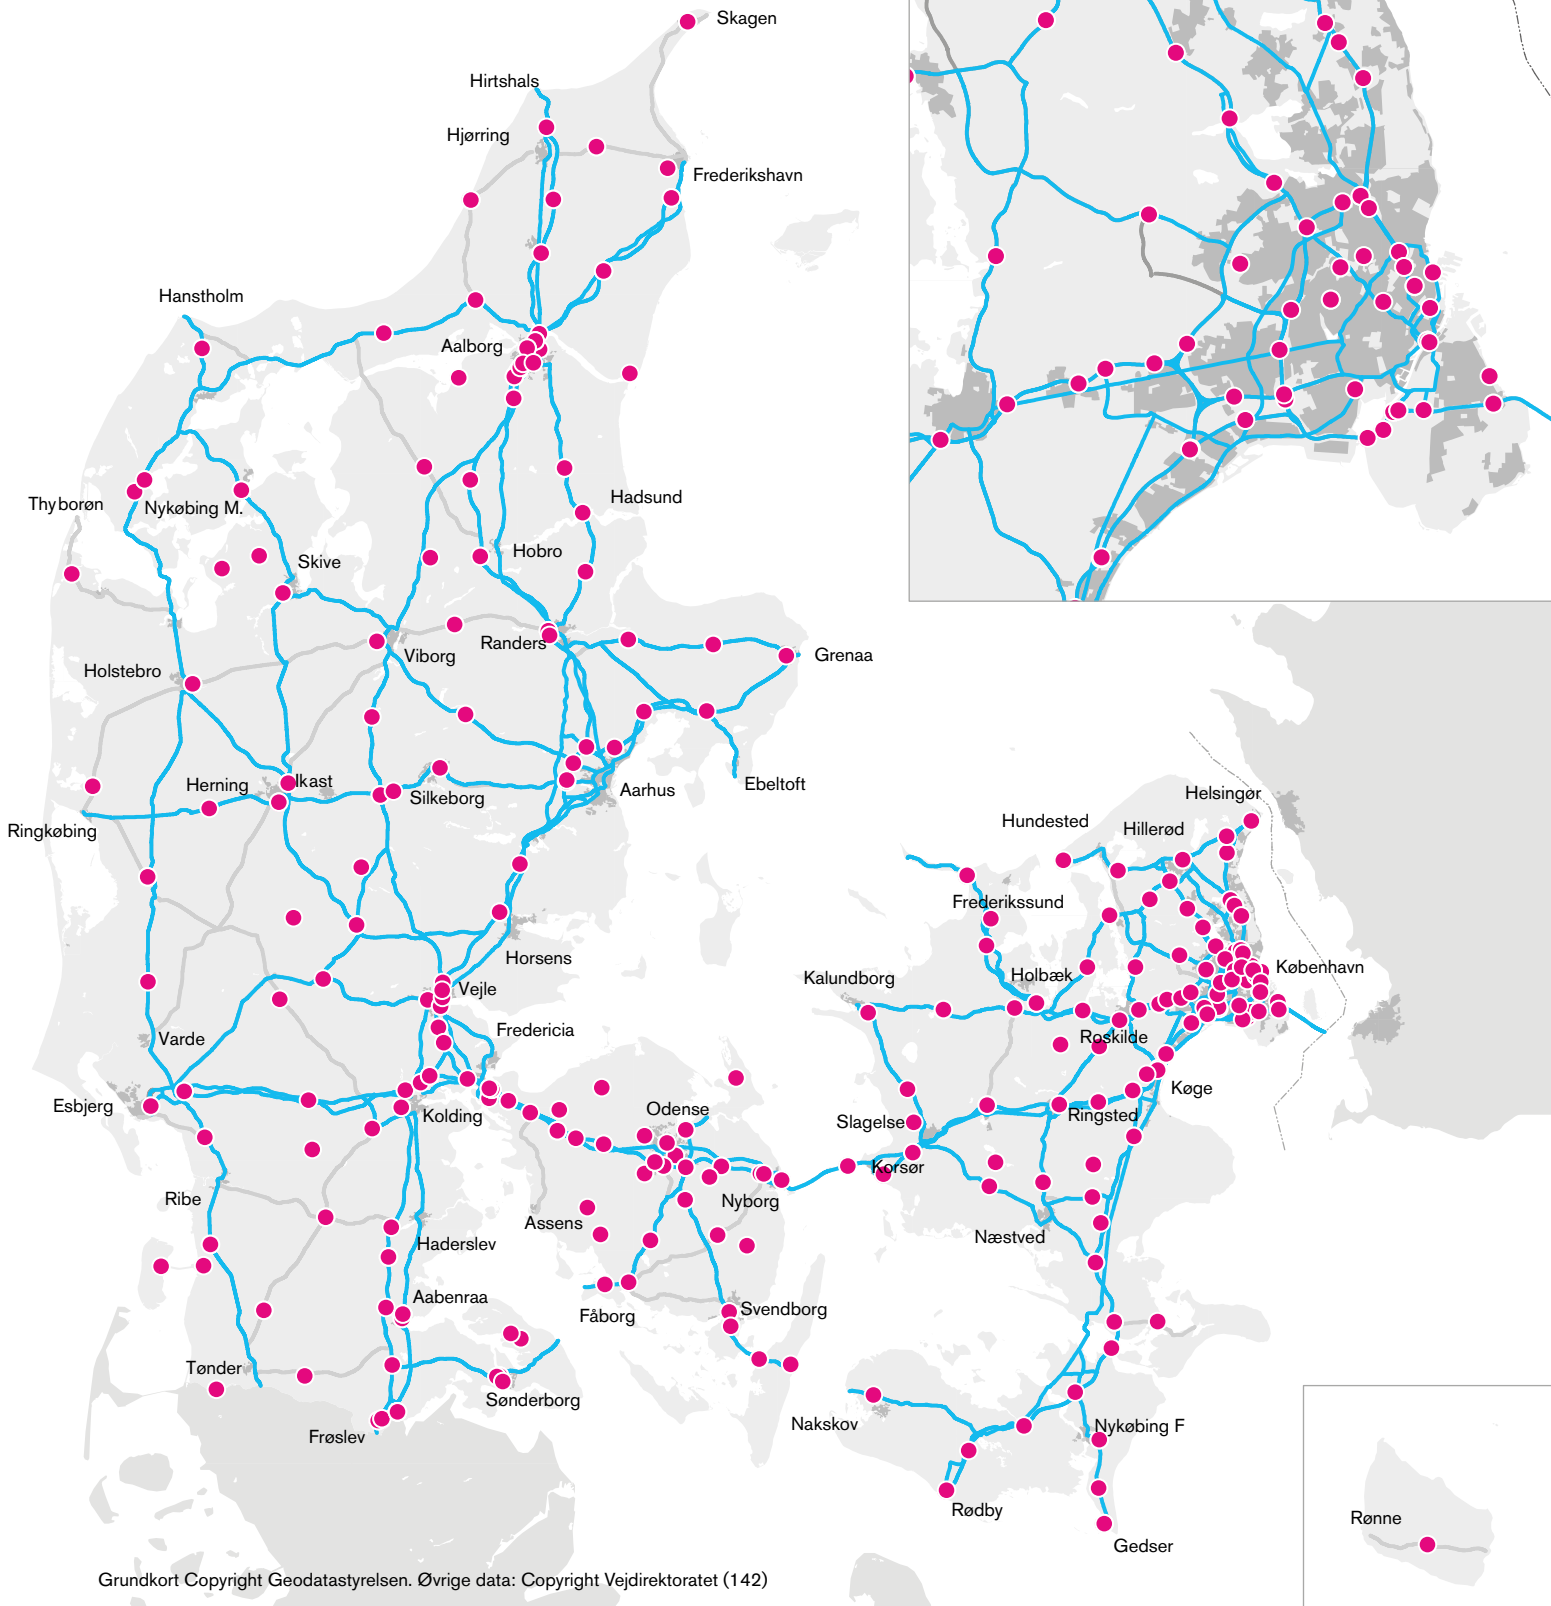 Skagen
Hirtshals
Hjørring
Frederikshavn
Hanstholm
Aalborg
Thyborøn
Nykøbing M.
Hadsund
Hobro
Skive
Randers
Viborg
Grenaa
Holstebro
Herning
Ikast
Silkeborg
Aarhus
Ebeltoft
Ringkøbing
Helsingør
Hundested
Hillerød
Frederikssund
Horsens
Kalundborg
Holbæk
København
Vejle
Fredericia
Varde
Roskilde
Køge
Esbjerg
Kolding
Odense
Slagelse
Ringsted
Korsør
Ribe
Nyborg
Assens
Næstved
Haderslev
Aabenraa
Fåborg
Svendborg
Tønder
Sønderborg
Nakskov
Nykøbing F
Frøslev
Rødby
Rønne
Gedser
Grundkort Copyright Geodatastyrelsen. Øvrige data: Copyright Vejdirektoratet (142)